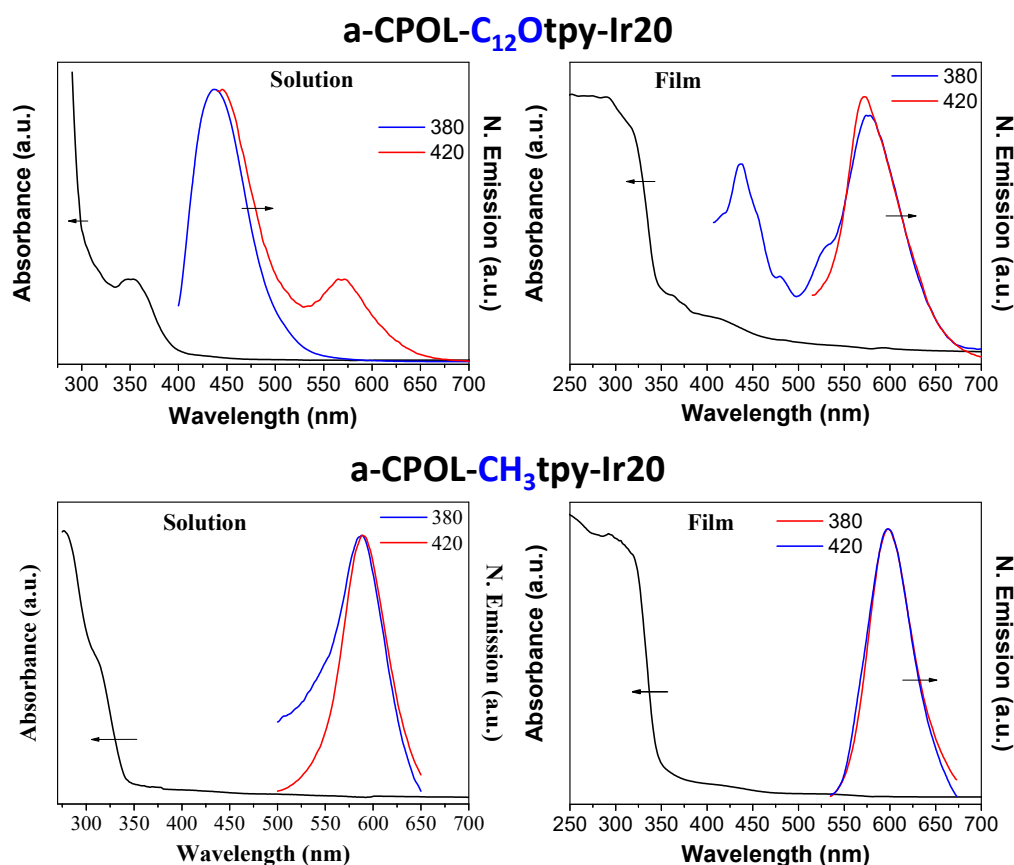 a-CPOL-C₁₂Otpy-Ir20
Solution
380
420
Absorbance (a.u.)
N. Emission (a.u.)
300 350 400 450 500 550 600 650 700
Wavelength (nm)
Film
380
420
Absorbance (a.u.)
N. Emission (a.u.)
250 300 350 400 450 500 550 600 650 700
Wavelength (nm)
a-CPOL-CH₃tpy-Ir20
Solution
380
420
Absorbance (a.u.)
N. Emission (a.u.)
300 350 400 450 500 550 600 650 700
Wavelength (nm)
Film
380
420
Absorbance (a.u.)
N. Emission (a.u.)
250 300 350 400 450 500 550 600 650 700
Wavelength (nm)